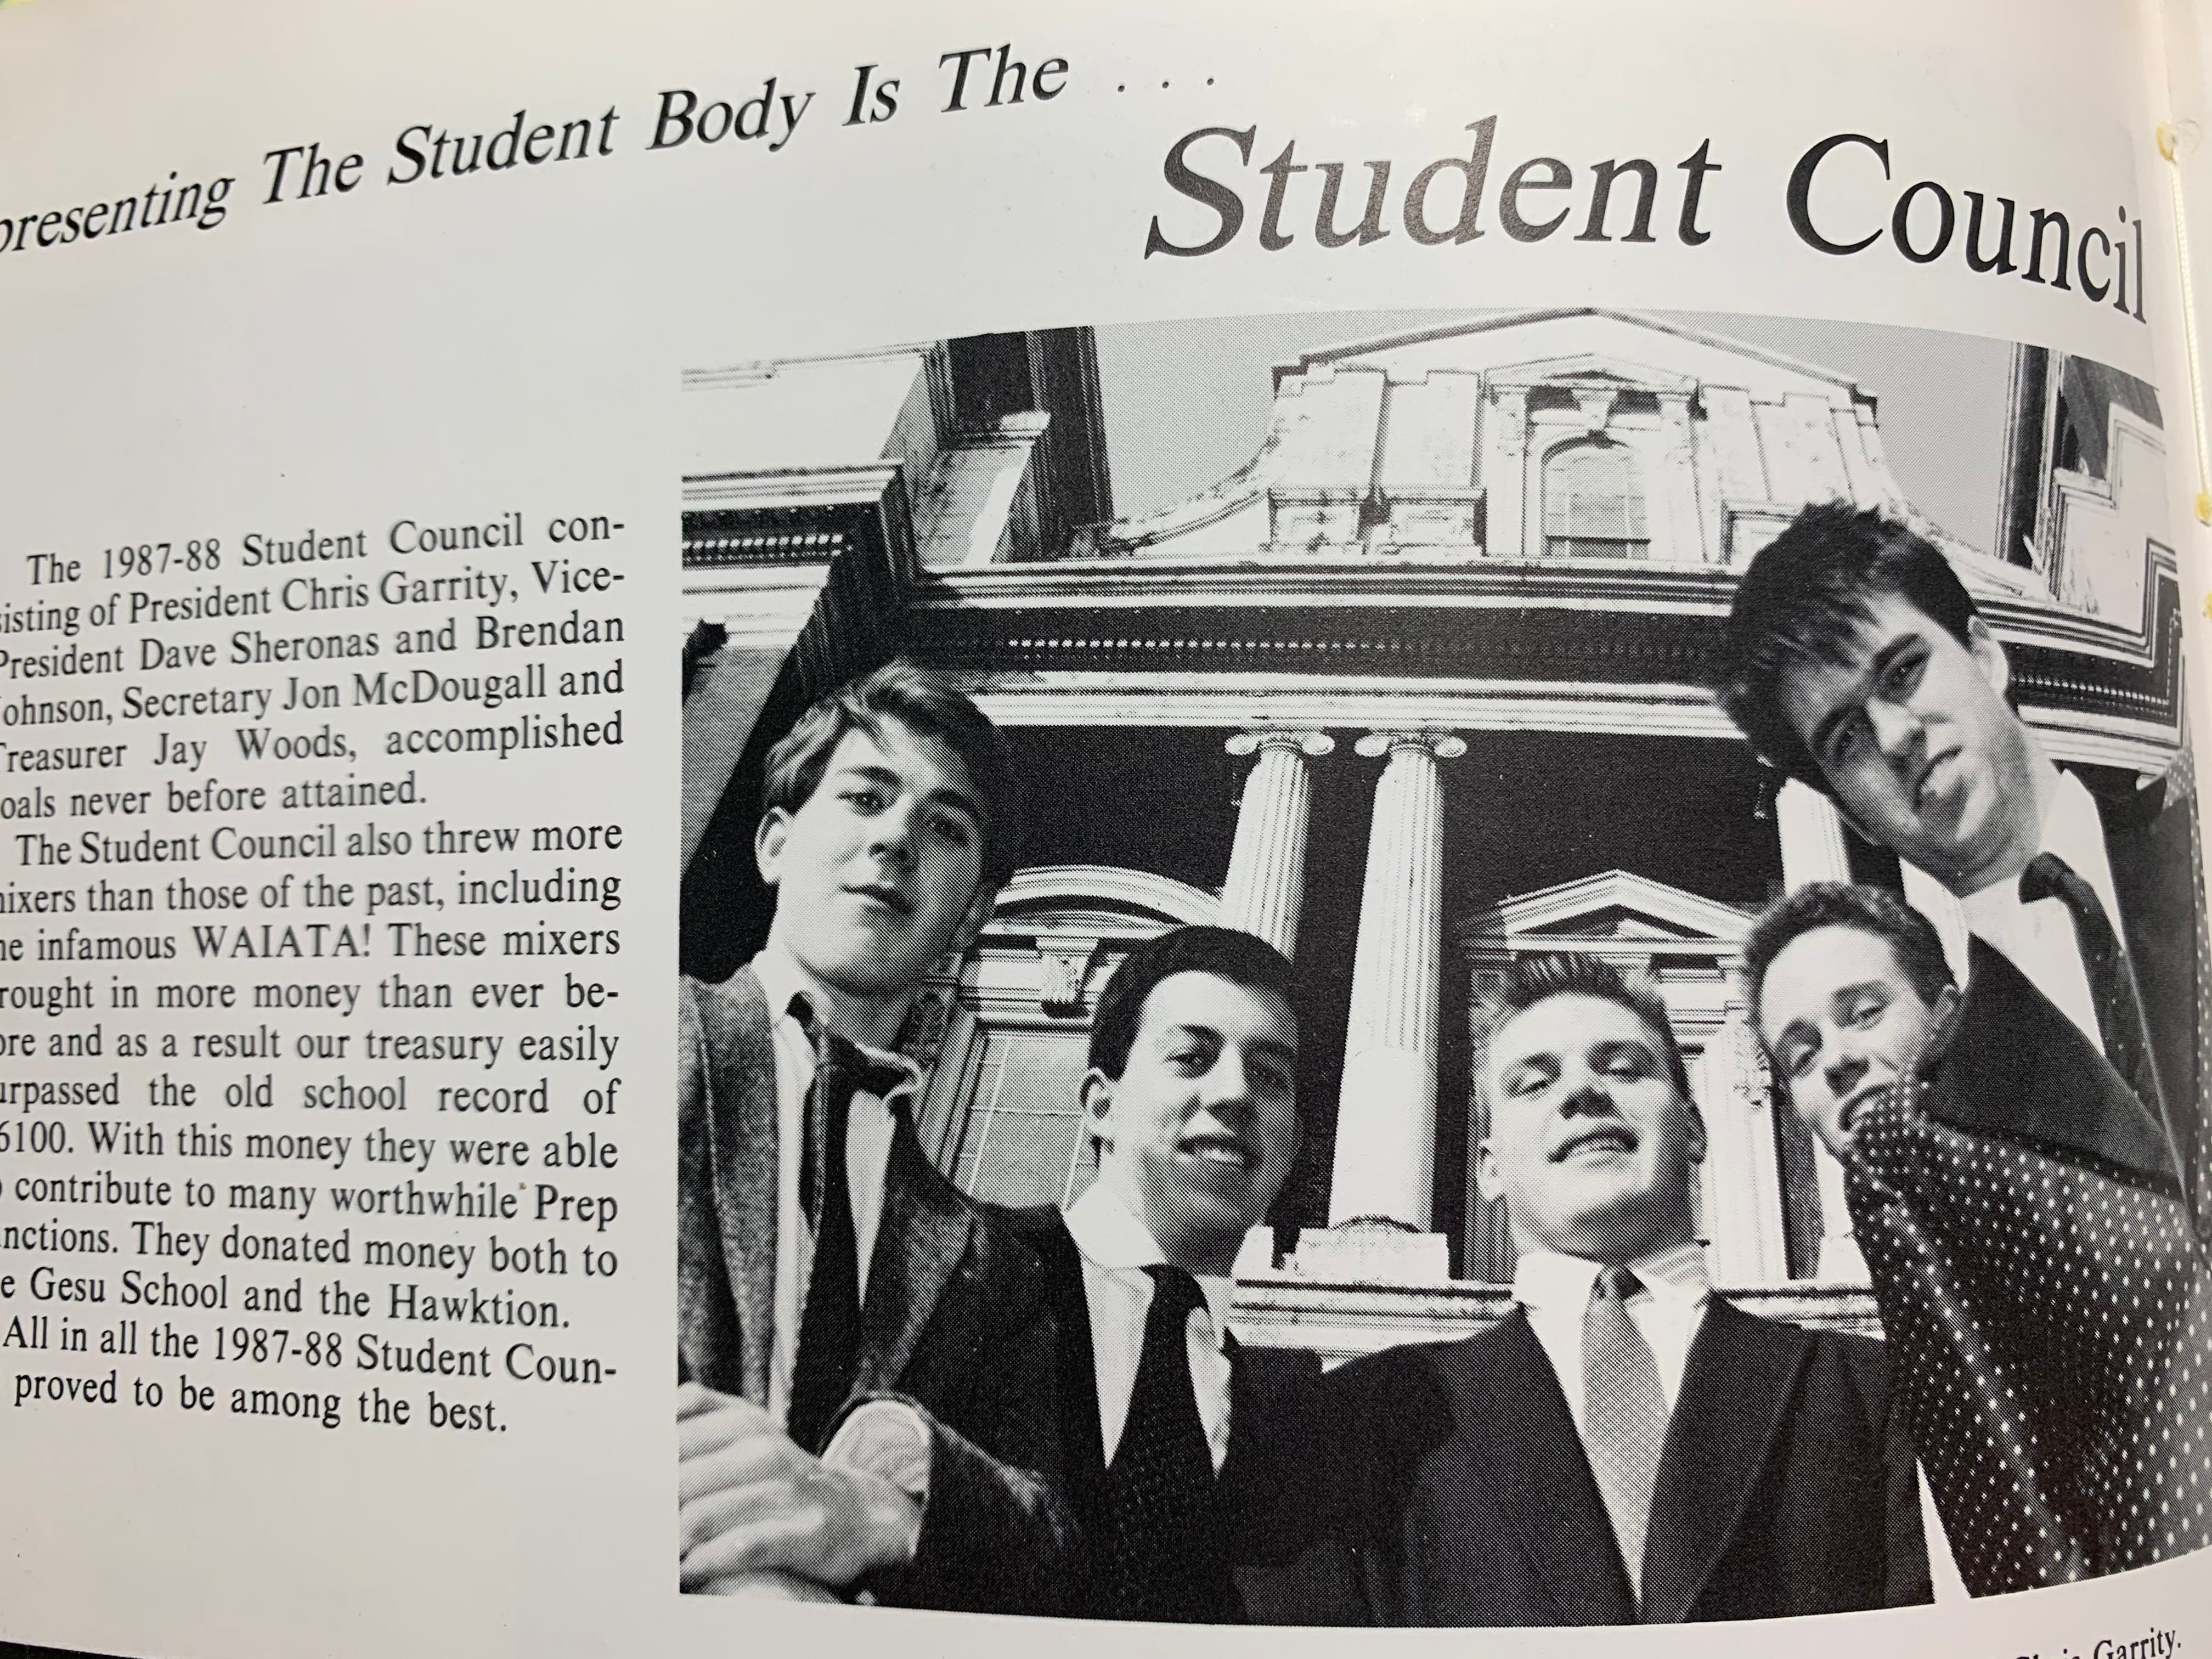 presenting The Student Body Is The . . .
Student Council
The 1987-88 Student Council con-
isting of President Chris Garrity, Vice-
President Dave Sheronas and Brendan
ohnson, Secretary Jon McDougall and
reasurer Jay Woods, accomplished
oals never before attained.
The Student Council also threw more
ixers than those of the past, including
he infamous WAIATA! These mixers
rought in more money than ever be-
ore and as a result our treasury easily
urpassed the old school record of
6100. With this money they were able
contribute to many worthwhile Prep
nctions. They donated money both to
e Gesu School and the Hawktion.
All in all the 1987-88 Student Coun-
proved to be among the best.
Chris Garrity.